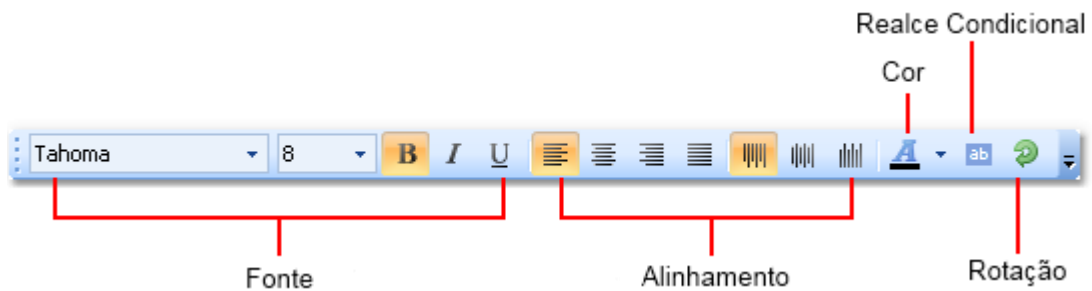 Realce Condicional
Cor
Tahoma 8 B I U A ab
Fonte Alinhamento Rotação